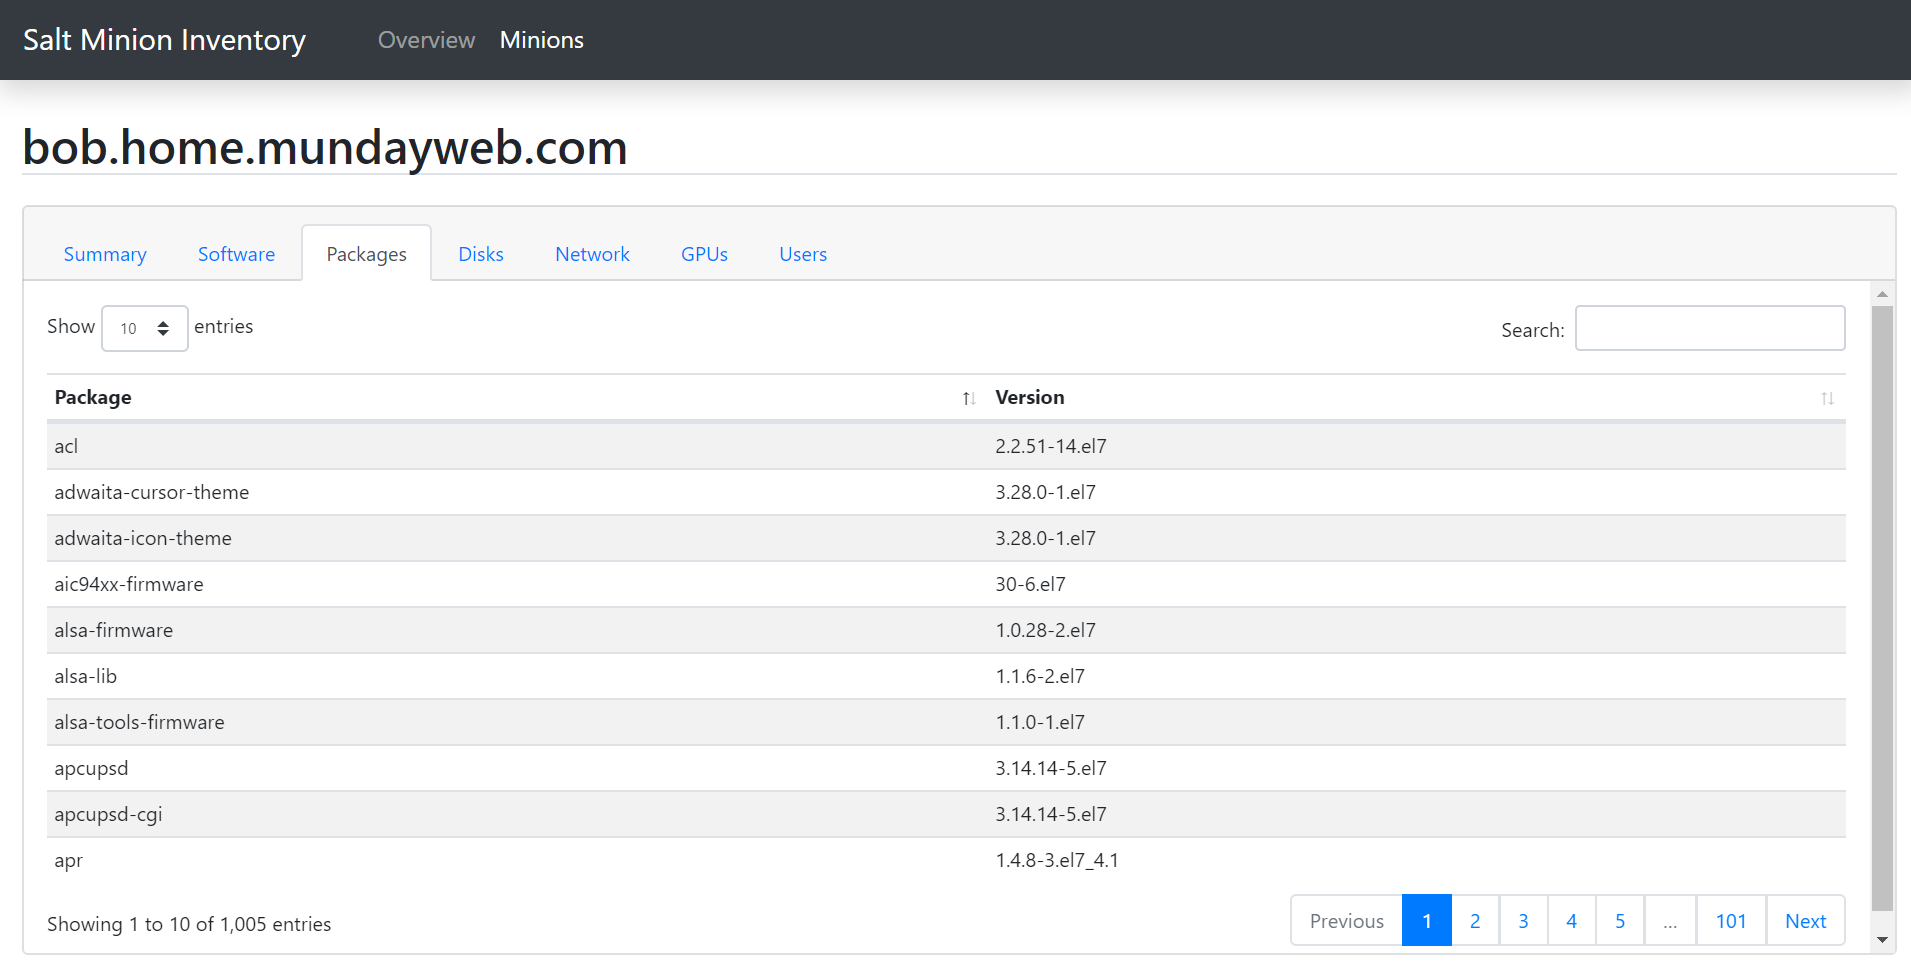 Salt Minion Inventory Overview Minions
bob.home.mundayweb.com
Summary Software Packages Disks Network GPUs Users
Show 10 entries Search:
Package Version
acl 2.2.51-14.el7
adwaita-cursor-theme 3.28.0-1.el7
adwaita-icon-theme 3.28.0-1.el7
aic94xx-firmware 30-6.el7
alsa-firmware 1.0.28-2.el7
alsa-lib 1.1.6-2.el7
alsa-tools-firmware 1.1.0-1.el7
apcupsd 3.14.14-5.el7
apcupsd-cgi 3.14.14-5.el7
apr 1.4.8-3.el7_4.1
Showing 1 to 10 of 1,005 entries Previous 1 2 3 4 5 ... 101 Next